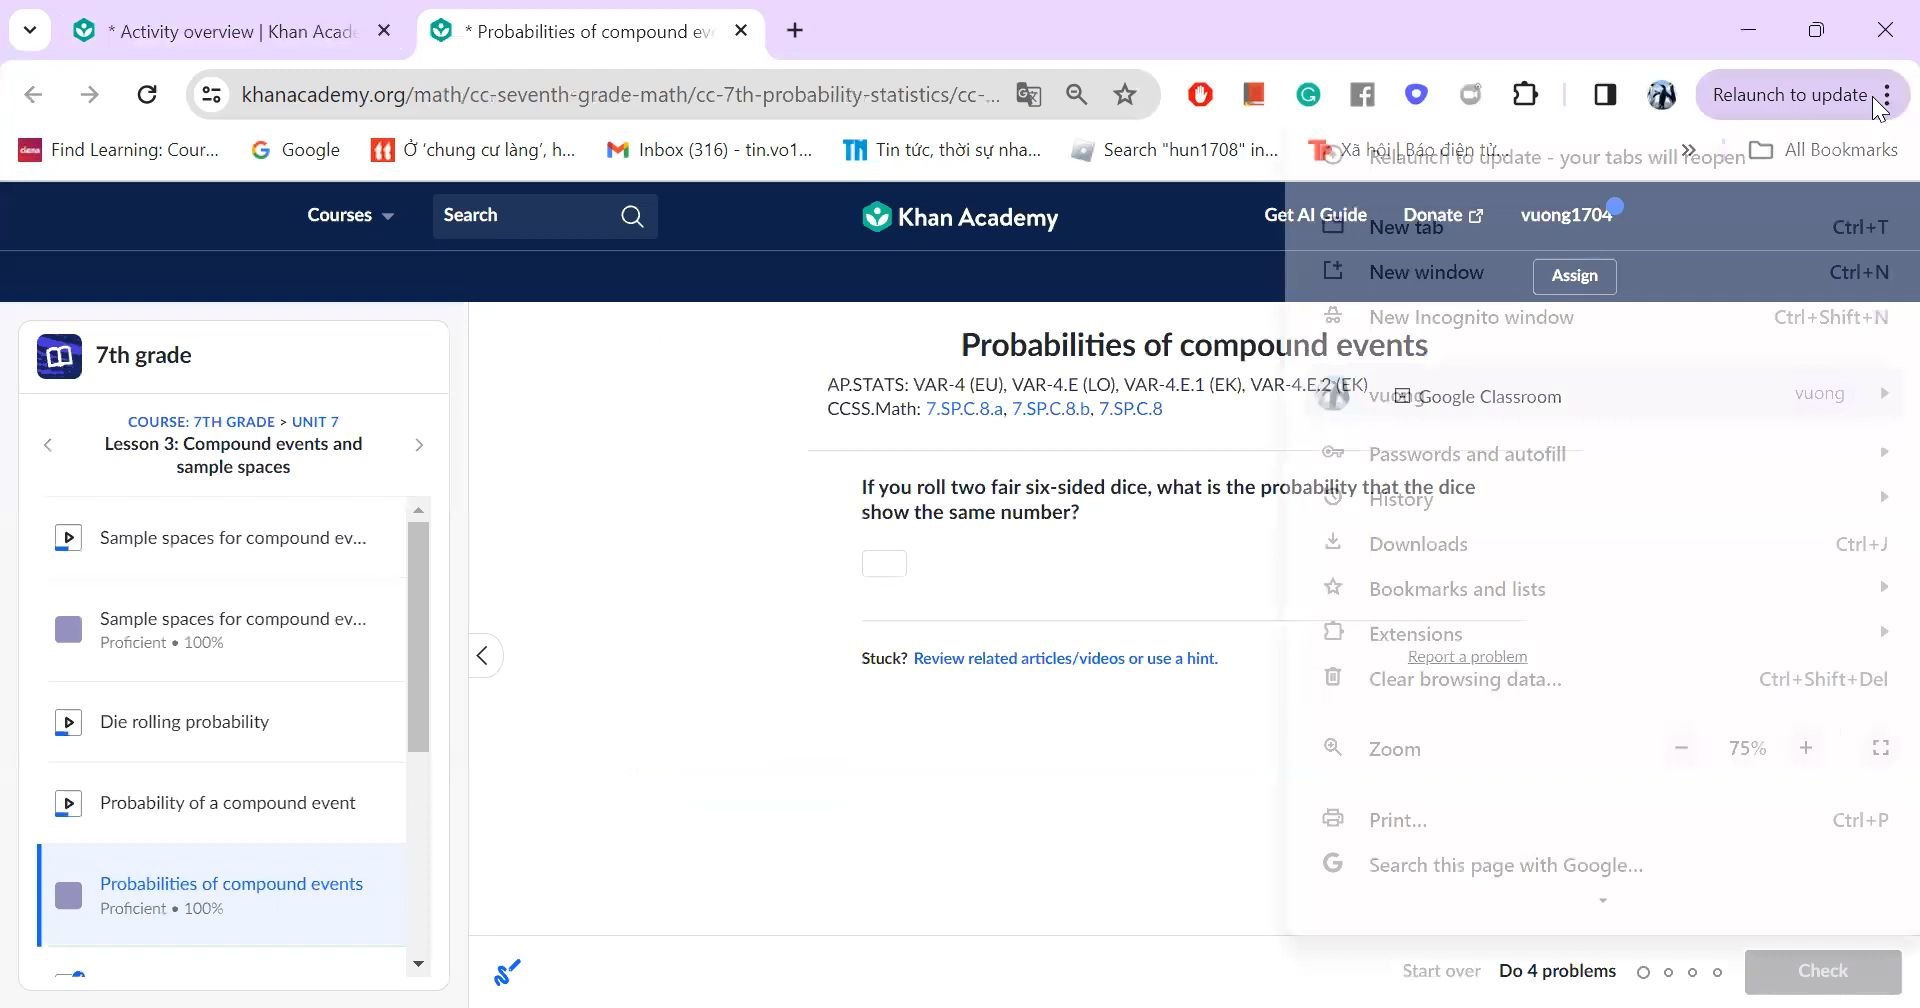 * Activity overview | Khan Acade
* Probabilities of compound ev
khanacademy.org/math/cc-seventh-grade-math/cc-7th-probability-statistics/cc-...
Relaunch to update
Find Learning: Cour...
Google
Ở ‘chung cư làng’, h...
Inbox (316) - tin.vo1...
Tin tức, thời sự nha...
Search "hun1708" in...
Xã hội | Báo điện tử...
All Bookmarks
Relaunch to update - your tabs will reopen
Courses
Search
Khan Academy
Get AI Guide
Donate
vuong1704
New tab
Ctrl+T
New window
Ctrl+N
Assign
New Incognito window
Ctrl+Shift+N
7th grade
Probabilities of compound events
AP.STATS: VAR-4 (EU), VAR-4.E (LO), VAR-4.E.1 (EK), VAR-4.E.2 (EK)
CCSS.Math: 7.SP.C.8.a, 7.SP.C.8.b, 7.SP.C.8
vuong
Google Classroom
vuong
COURSE: 7TH GRADE > UNIT 7
Lesson 3: Compound events and
sample spaces
Passwords and autofill
If you roll two fair six-sided dice, what is the probability that the dice
show the same number?
History
Sample spaces for compound ev...
Downloads
Ctrl+J
Bookmarks and lists
Sample spaces for compound ev...
Proficient • 100%
Extensions
Stuck? Review related articles/videos or use a hint.
Report a problem
Clear browsing data...
Ctrl+Shift+Del
Die rolling probability
Zoom
75%
Probability of a compound event
Print...
Ctrl+P
Search this page with Google...
Probabilities of compound events
Proficient • 100%
Start over
Do 4 problems
Check